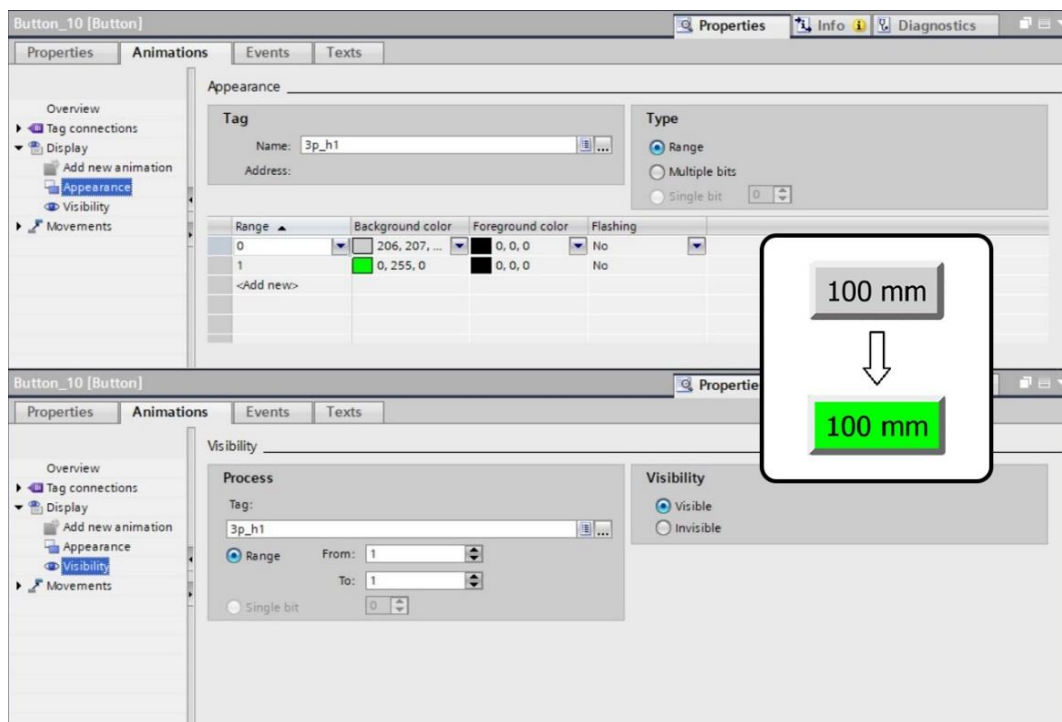 Button_10 [Button]
Properties
Info
Diagnostics
Properties
Animations
Events
Texts
Appearance
Overview
Tag connections
Display
Add new animation
Appearance
Visibility
Movements
Tag
Name: 3p_h1
Address:
Type
Range
Multiple bits
Single bit 0
Range Background color Foreground color Flashing
0 206, 207, ... 0, 0, 0 No
1 0, 255, 0 0, 0, 0 No
<Add new>
100 mm
100 mm
Button_10 [Button]
Propertie
Properties
Animations
Events
Texts
Visibility
Overview
Tag connections
Display
Add new animation
Appearance
Visibility
Movements
Process
Tag:
3p_h1
Range From: 1
To: 1
Single bit 0
Visibility
Visible
Invisible